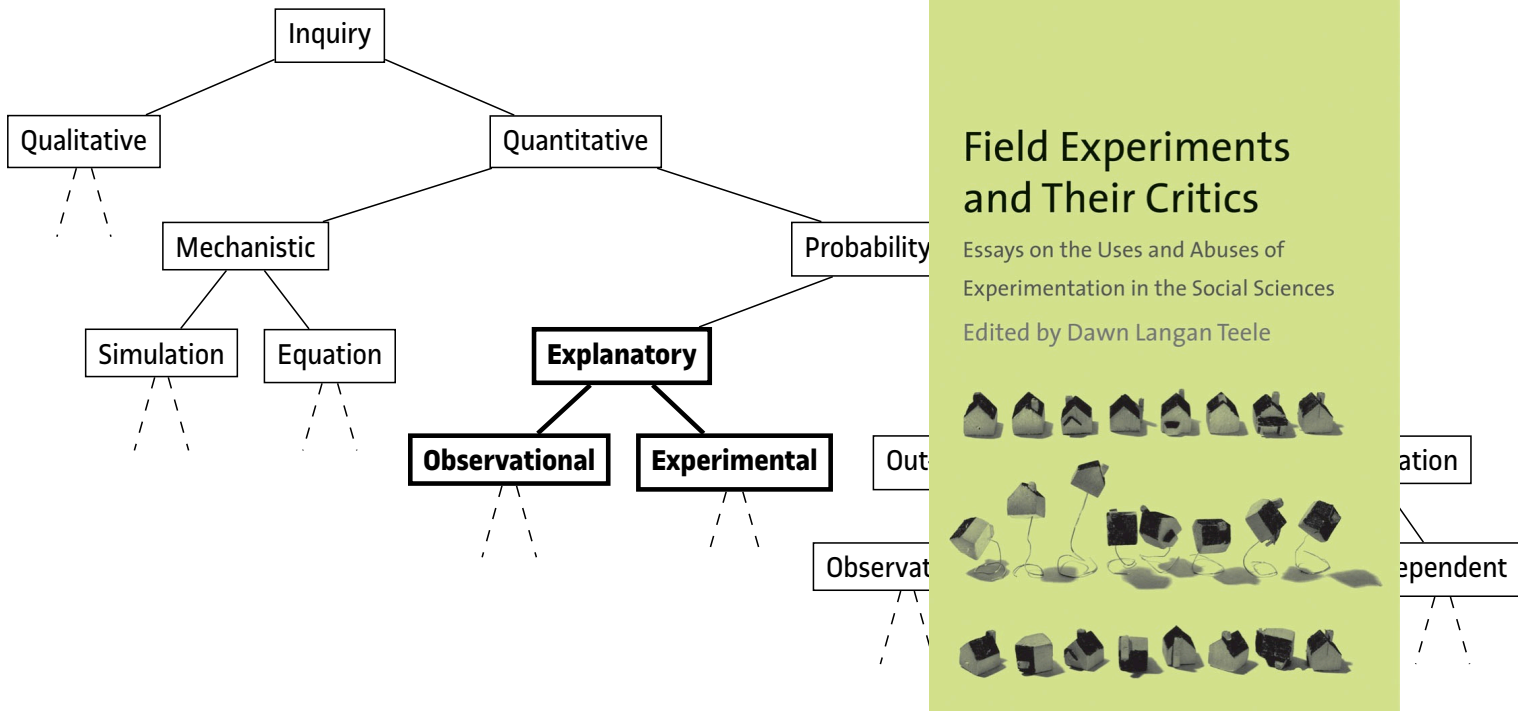 Inquiry
Qualitative
Quantitative
Mechanistic
Probability
Simulation
Equation
Explanatory
Observational
Experimental
Field Experiments
and Their Critics
Essays on the Uses and Abuses of
Experimentation in the Social Sciences
Edited by Dawn Langan Teele